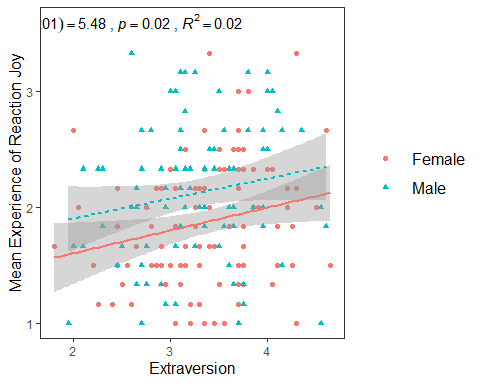 01) = 5.48 , p = 0.02 , R² = 0.02
Mean Experience of Reaction Joy
3
2
1
2 3 4
Extraversion
Female
Male